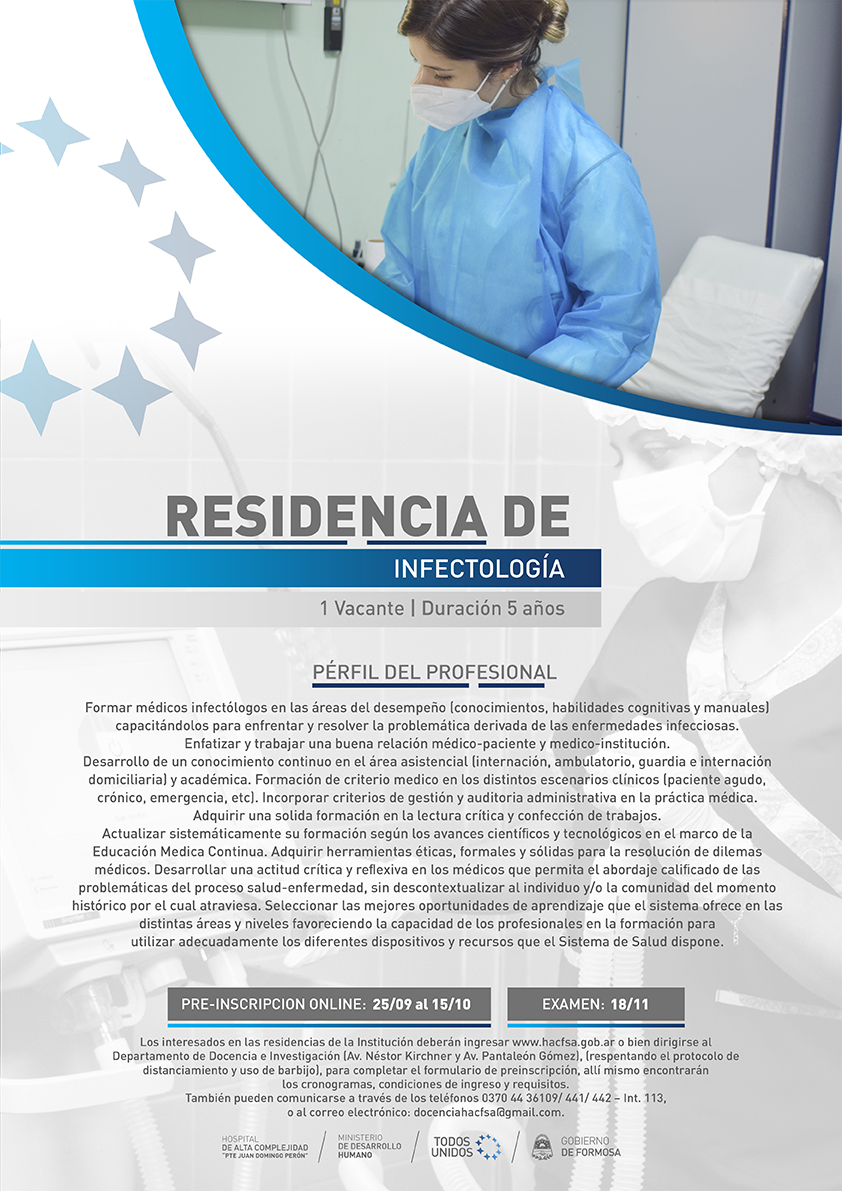 RESIDENCIA DE
INFECTOLOGÍA
1 Vacante | Duración 5 años
PÉRFIL DEL PROFESIONAL
Formar médicos infectólogos en las áreas del desempeño (conocimientos, habilidades cognitivas y manuales)
capacitándolos para enfrentar y resolver la problemática derivada de las enfermedades infecciosas.
Enfatizar y trabajar una buena relación médico-paciente y medico-institución.
Desarrollo de un conocimiento continuo en el área asistencial (internación, ambulatorio, guardia e internación
domiciliaria) y académica. Formación de criterio medico en los distintos escenarios clínicos (paciente agudo,
crónico, emergencia, etc). Incorporar criterios de gestión y auditoria administrativa en la práctica médica.
Adquirir una solida formación en la lectura crítica y confección de trabajos.
Actualizar sistemáticamente su formación según los avances científicos y tecnológicos en el marco de la
Educación Medica Continua. Adquirir herramientas éticas, formales y sólidas para la resolución de dilemas
médicos. Desarrollar una actitud crítica y reflexiva en los médicos que permita el abordaje calificado de las
problemáticas del proceso salud-enfermedad, sin descontextualizar al individuo y/o la comunidad del momento
histórico por el cual atraviesa. Seleccionar las mejores oportunidades de aprendizaje que el sistema ofrece en las
distintas áreas y niveles favoreciendo la capacidad de los profesionales en la formación para
utilizar adecuadamente los diferentes dispositivos y recursos que el Sistema de Salud dispone.
PRE-INSCRIPCION ONLINE: 25/09 al 15/10
EXAMEN: 18/11
Los interesados en las residencias de la Institución deberán ingresar www.hacfsa.gob.ar o bien dirigirse al
Departamento de Docencia e Investigación (Av. Néstor Kirchner y Av. Pantaleón Gómez), (respentando el protocolo de
distanciamiento y uso de barbijo), para completar el formulario de preinscripción, allí mismo encontrarán
los cronogramas, condiciones de ingreso y requisitos.
También pueden comunicarse a través de los teléfonos 0370 44 36109/ 441/ 442 – Int. 113,
o al correo electrónico: docenciahacfsa@gmail.com.
HOSPITAL
DE ALTA COMPLEJIDAD
"PTE JUAN DOMINGO PERÓN"
MINISTERIO
DE DESARROLLO
HUMANO
TODOS
UNIDOS
GOBIERNO
DE FORMOSA